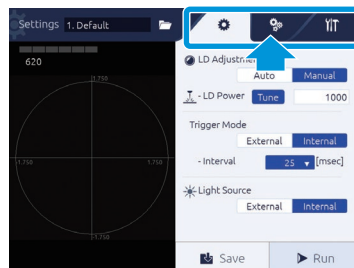 Settings 1. Default
620
LD Adjustm
Auto Manual
- LD Power Tune 1000
Trigger Mode
External Internal
- Interval 25 [msec]
Light Source
External Internal
1.750
-1.750 1.750
-1.750
Save Run